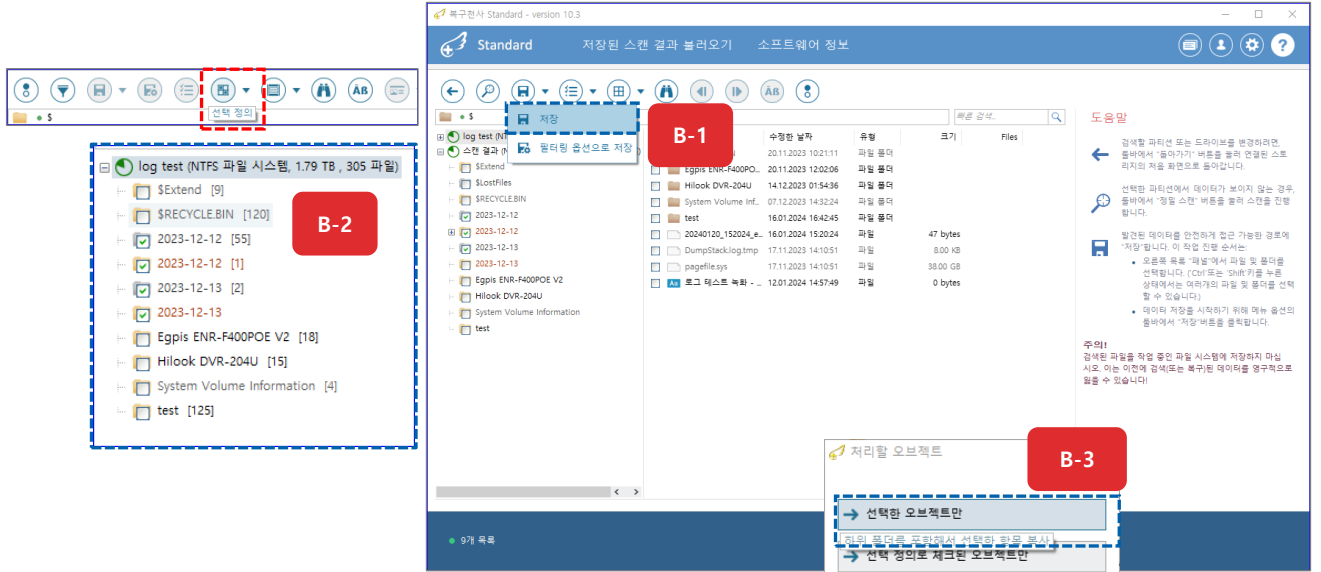 복구전사 Standard - version 10.3
Standard
저장된 스캔 결과 불러오기
소프트웨어 정보
선택 정의
$
log test (NTFS 파일 시스템, 1.79 TB , 305 파일)
$Extend [9]
$RECYCLE.BIN [120]
2023-12-12 [55]
2023-12-12 [1]
2023-12-13 [2]
2023-12-13
Egpis ENR-F400POE V2 [18]
Hilook DVR-204U [15]
System Volume Information [4]
test [125]
B-2
$
저장
필터링 옵션으로 저장
B-1
빠른 검색...
log test (NT
스캔 결과 (N
$Extend
$LostFiles
$RECYCLE.BIN
2023-12-12
2023-12-12
2023-12-13
2023-12-13
Egpis ENR-F400POE V2
Hilook DVR-204U
System Volume Information
test
수정한 날짜 유형 크기 Files
20.11.2023 10:21:11 파일 폴더
Egpis ENR-F400PO... 20.11.2023 12:02:06 파일 폴더
Hilook DVR-204U 14.12.2023 01:54:36 파일 폴더
System Volume Inf... 07.12.2023 14:32:24 파일 폴더
test 16.01.2024 16:42:45 파일 폴더
20240120_152024_e... 16.01.2024 15:20:24 파일 47 bytes
DumpStack.log.tmp 17.11.2023 14:10:51 파일 8.00 KB
pagefile.sys 17.11.2023 14:10:51 파일 38.00 GB
로그 테스트 녹화 - ... 12.01.2024 14:57:49 파일 0 bytes
도움말
검색할 파티션 또는 드라이브를 변경하려면,
툴바에서 "돌아가기" 버튼을 눌러 연결된 스토
리지의 처음 화면으로 돌아갑니다.
선택한 파티션에서 데이터가 보이지 않는 경우,
툴바에서 "정밀 스캔" 버튼을 눌러 스캔을 진행
합니다.
발견된 데이터를 안전하게 접근 가능한 경로에
"저장"합니다. 이 작업 진행 순서는:
오른쪽 목록 "패널"에서 파일 및 폴더를
선택합니다. ('Ctrl'또는 'Shift'키를 누른
상태에서는 여러개의 파일 및 폴더를 선택
할 수 있습니다.)
데이터 저장을 시작하기 위해 메뉴 옵션의
툴바에서 "저장"버튼을 클릭합니다.
주의!
검색된 파일을 작업 중인 파일 시스템에 저장하지 마십
시오. 이는 이전에 검색(또는 복구)된 데이터를 영구적으로
잃을 수 있습니다!
처리할 오브젝트
B-3
선택한 오브젝트만
하위 폴더를 포함해서 선택한 항목 복사
선택 정의로 체크된 오브젝트만
9개 목록